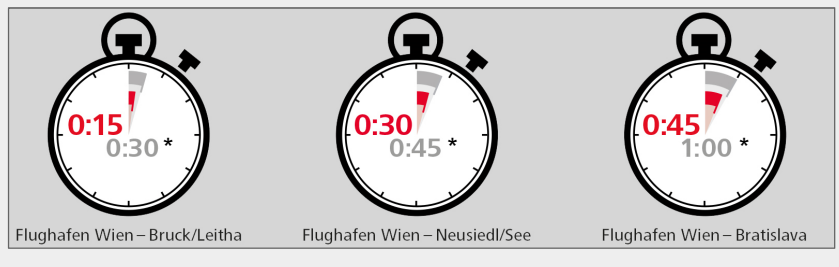 0:15
0:30 *
Flughafen Wien – Bruck/Leitha
0:30
0:45 *
Flughafen Wien – Neusiedl/See
0:45
1:00 *
Flughafen Wien – Bratislava